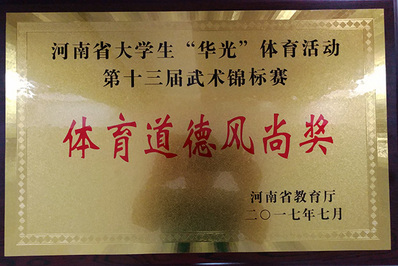 河南省大学生“华光”体育活动
第十三届武术锦标赛
体育道德风尚奖
河南省教育厅
二〇一七年七月